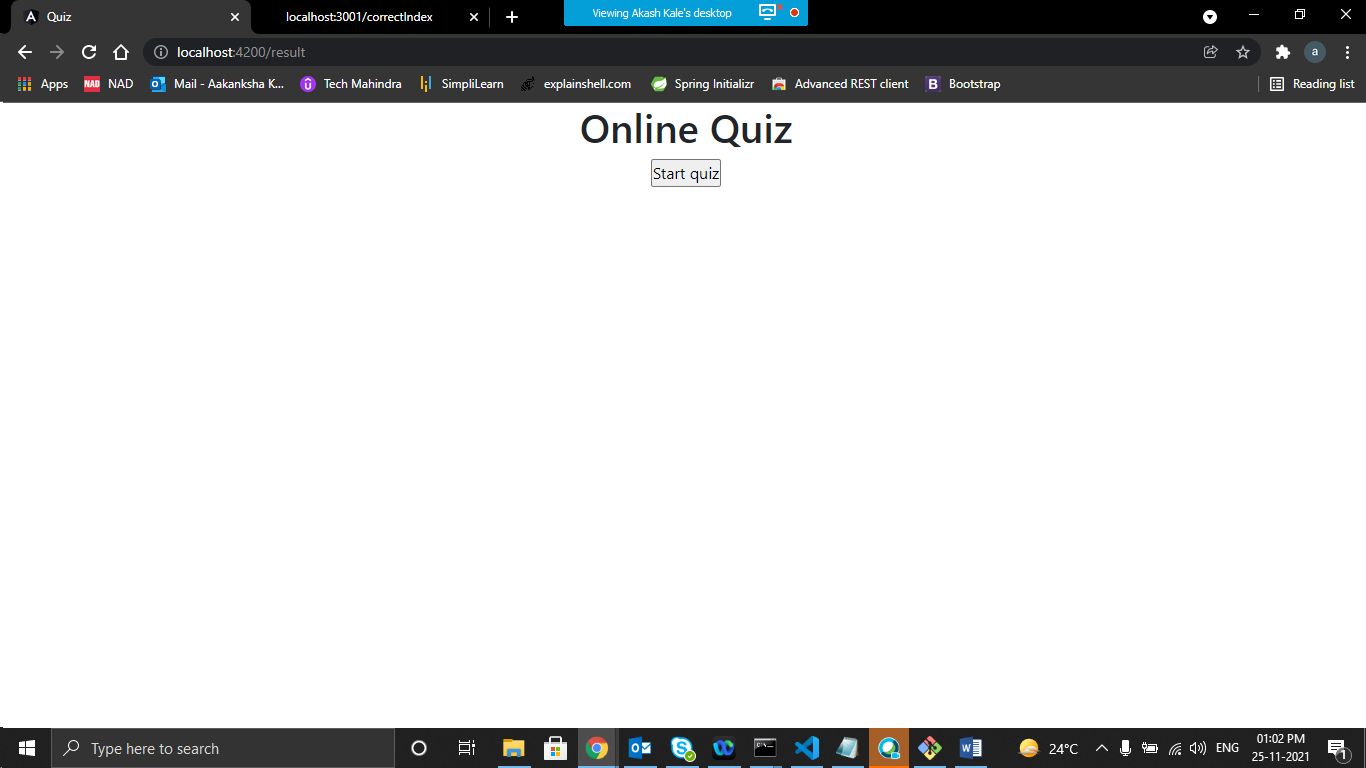 Quiz
localhost:3001/correctIndex
Viewing Akash Kale's desktop
localhost:4200/result
a
Apps
NAD NAD
Mail - Aakanksha K...
Tech Mahindra
SimpliLearn
explainshell.com
Spring Initializr
Advanced REST client
B Bootstrap
Reading list
Online Quiz
Start quiz
Type here to search
24°C
ENG
01:02 PM
25-11-2021
1